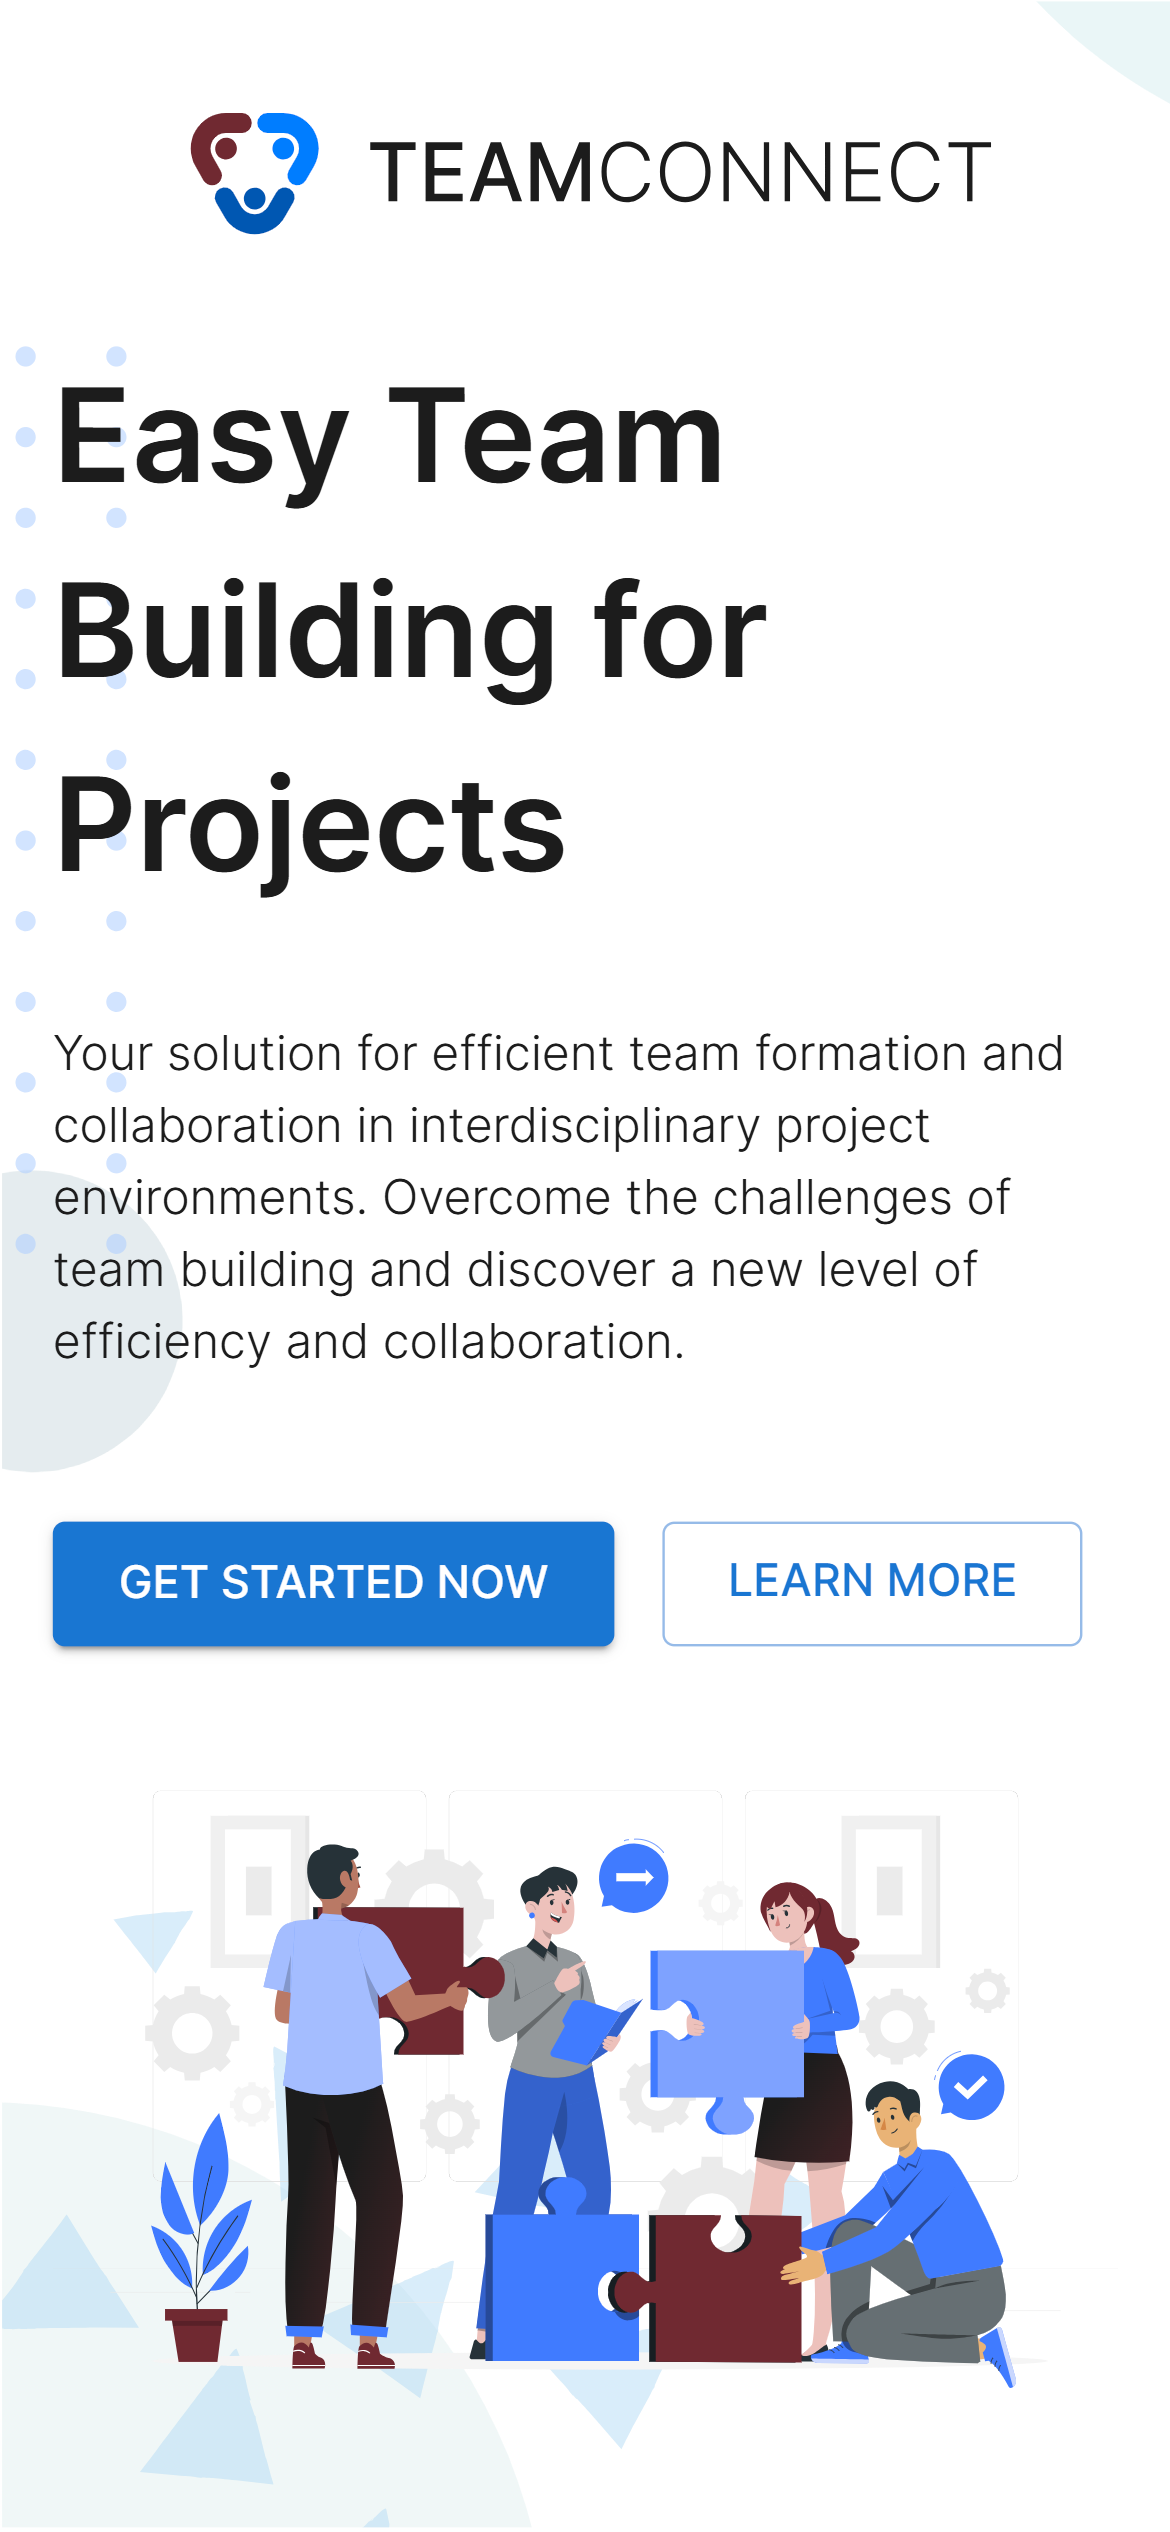 TEAMCONNECT
Easy Team
Building for
Projects
Your solution for efficient team formation and
collaboration in interdisciplinary project
environments. Overcome the challenges of
team building and discover a new level of
efficiency and collaboration.
GET STARTED NOW
LEARN MORE